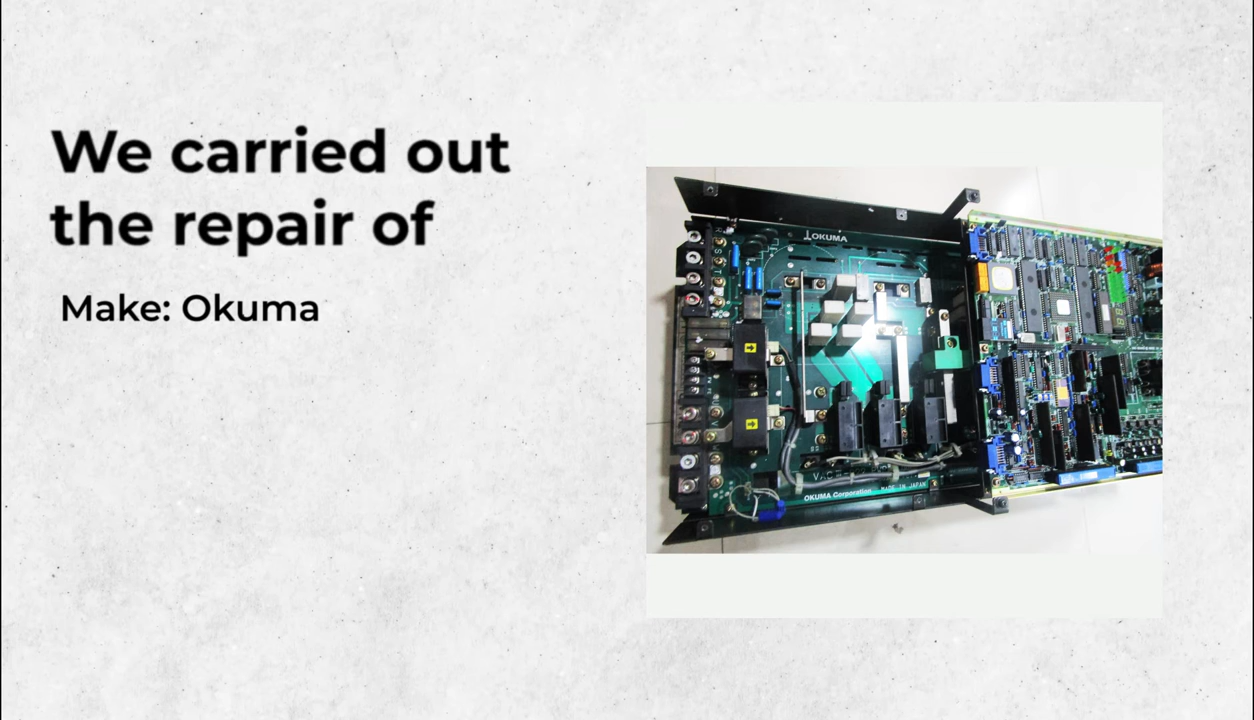 We carried out
the repair of
Make: Okuma
OKUMA
OKUMA Corporation MADE IN JAPAN